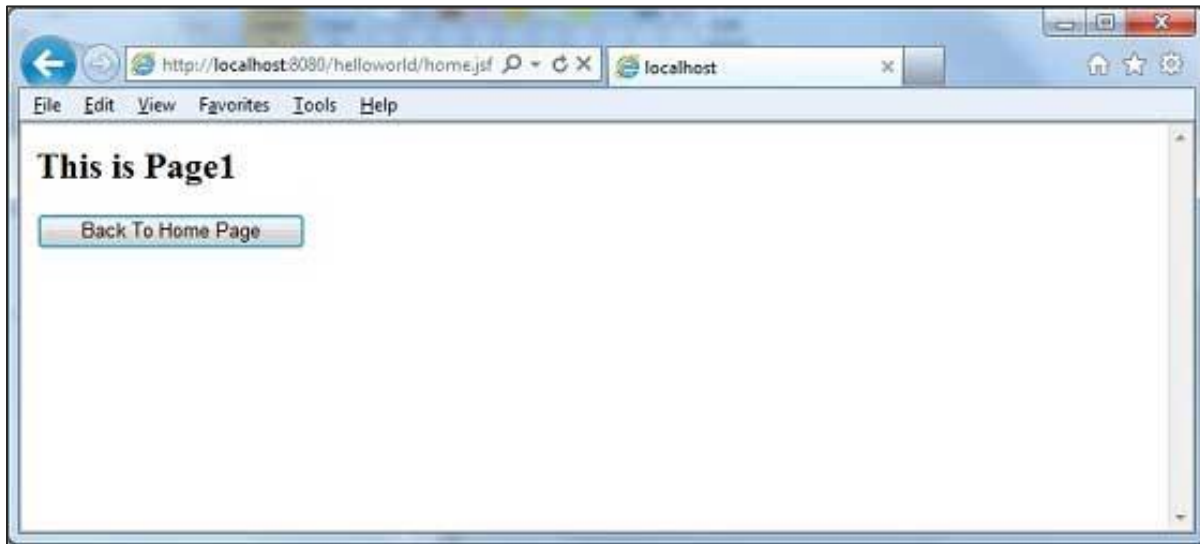 http://localhost:8080/helloworld/home.jsf
localhost
File Edit View Favorites Tools Help
This is Page1
Back To Home Page